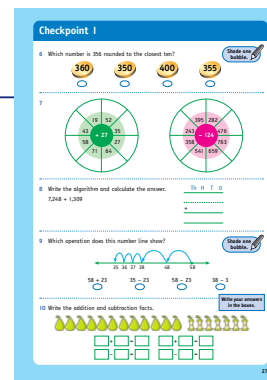 Checkpoint 1
6 Which number is 356 rounded to the closest ten?
Shade one
bubble.
360 350 400 355
7
19 52
43 35
+ 27
58 27
71 64
395 282
243 476
– 124
358 763
541 659
8 Write the algorithm and calculate the answer.
7,248 + 1,309
Th H T O
+
9 Which operation does this number line show?
Shade one
bubble.
35 36 37 38 48 58
58 + 23 35 – 23 58 – 23 38 – 3
10 Write the addition and subtraction facts.
Write your answers
in the boxes.
+ = + =
– = – =